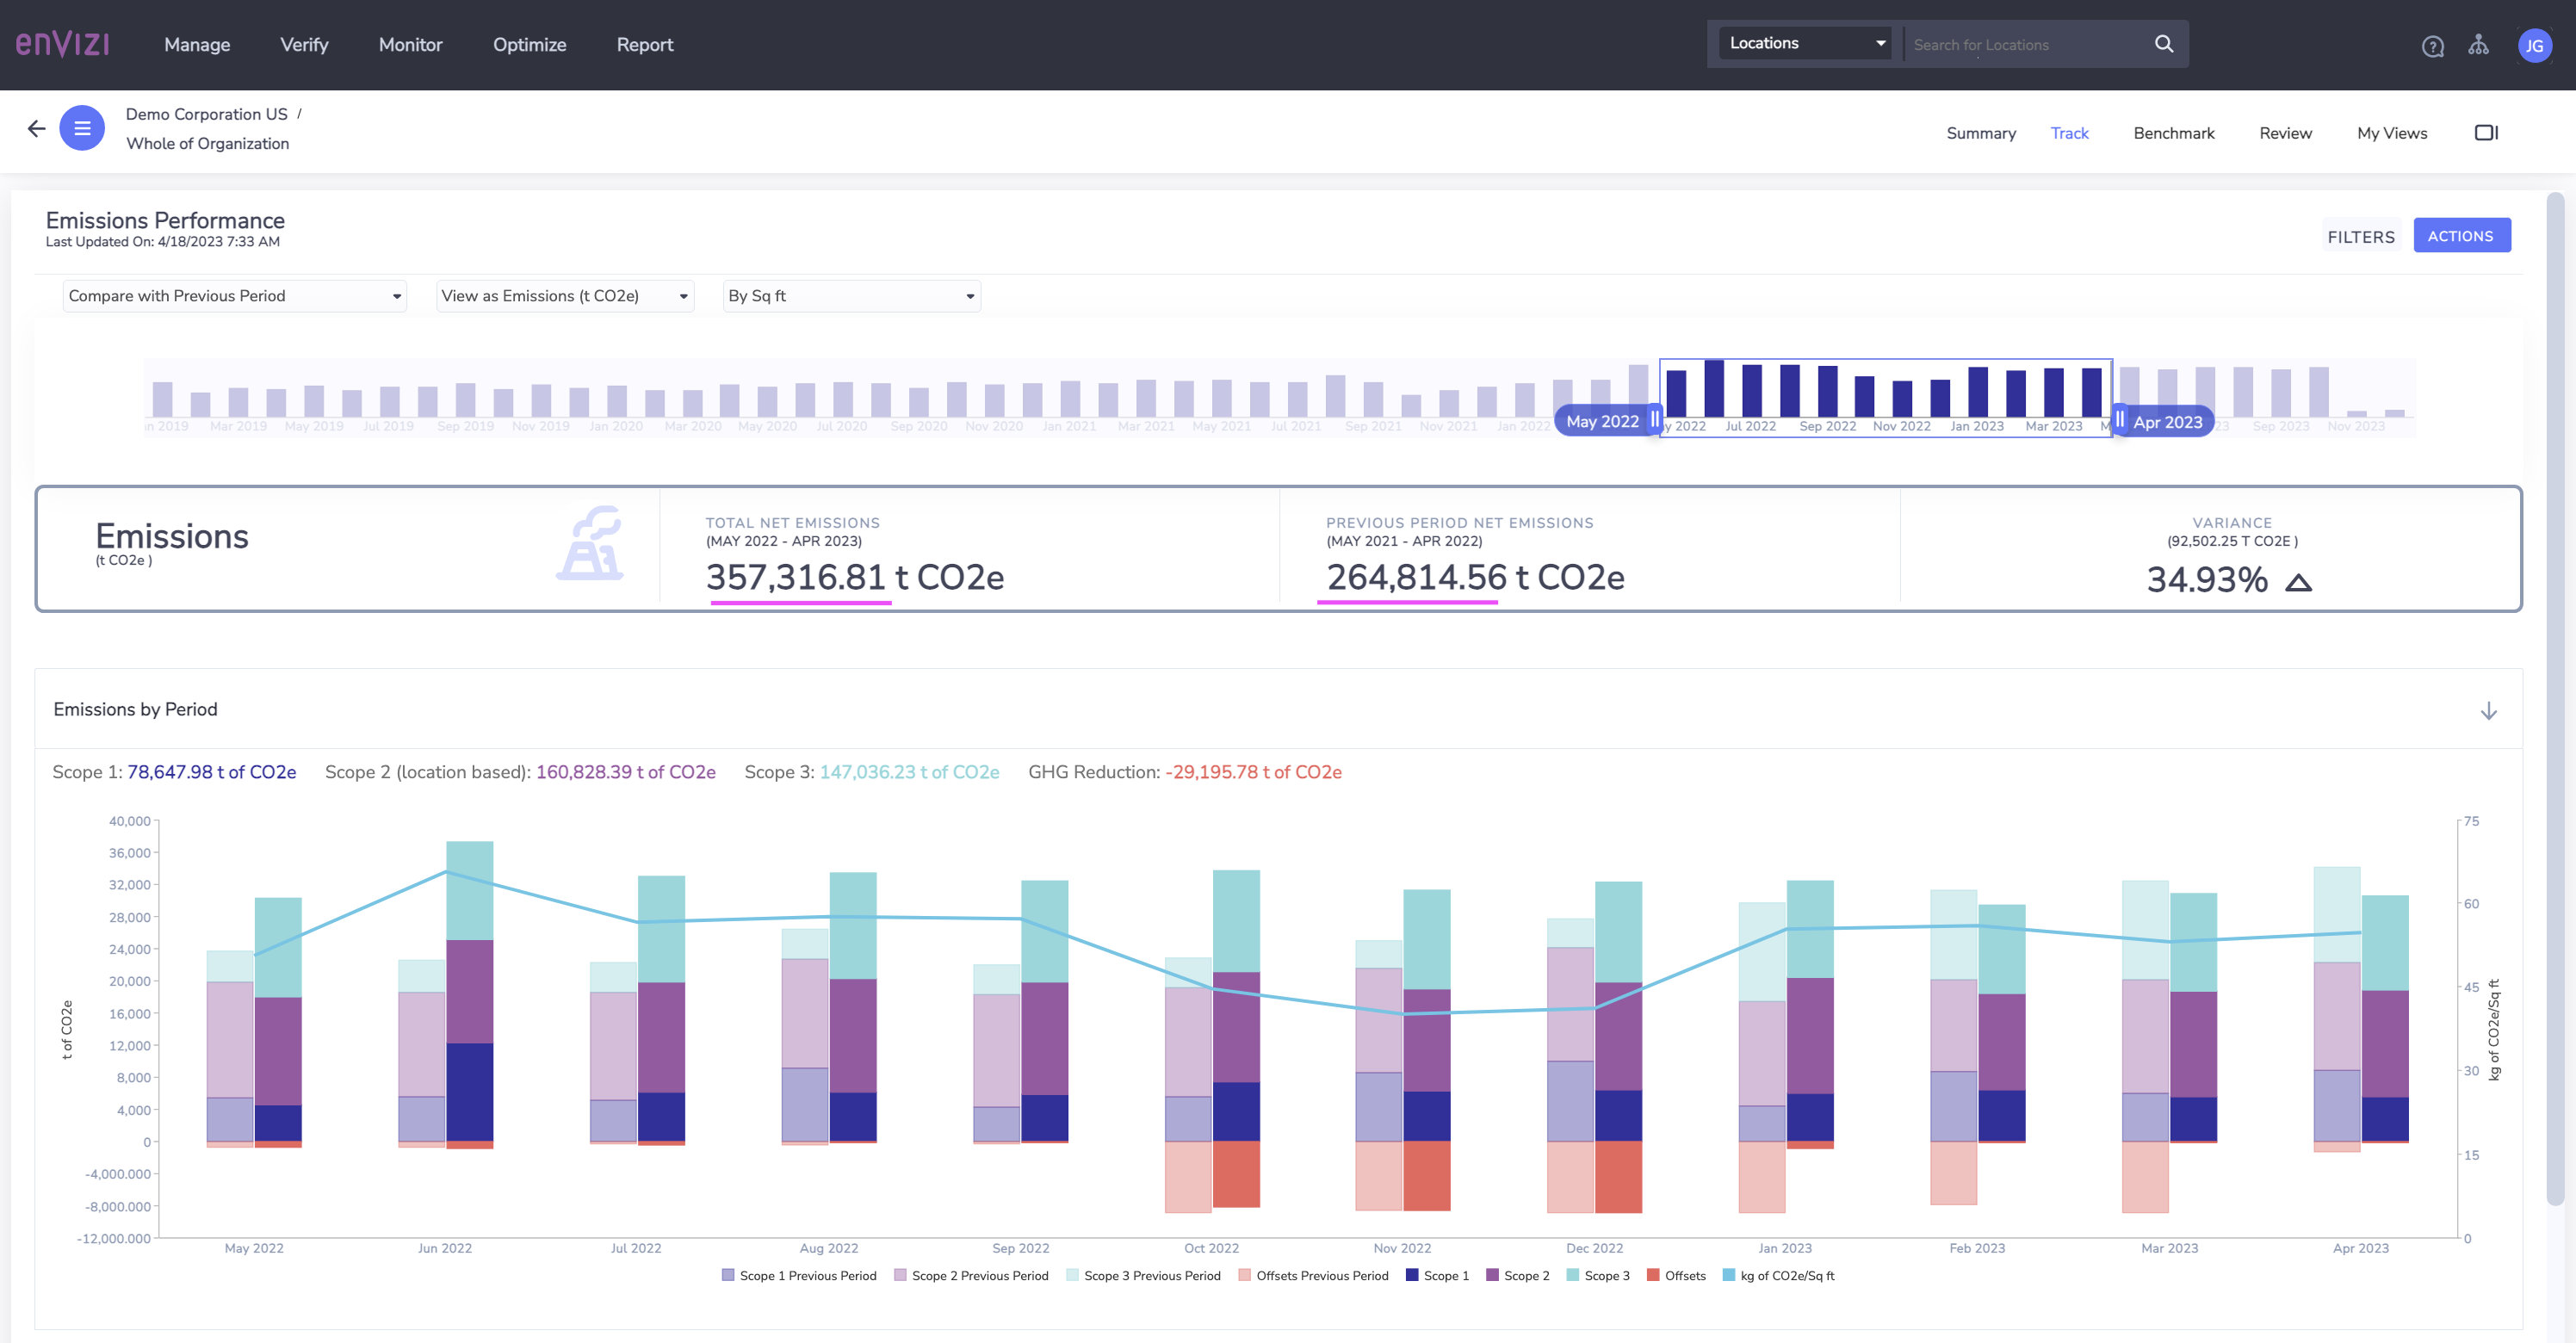 envizi Manage Verify Monitor Optimize Report Locations Search for Locations ? JG
Demo Corporation US /
Whole of Organization
Summary Track Benchmark Review My Views
Emissions Performance
Last Updated On: 4/18/2023 7:33 AM
FILTERS ACTIONS
Compare with Previous Period View as Emissions (t CO2e) By Sq ft
n 2019 Mar 2019 May 2019 Jul 2019 Sep 2019 Nov 2019 Jan 2020 Mar 2020 May 2020 Jul 2020 Sep 2020 Nov 2020 Jan 2021 Mar 2021 May 2021 Jul 2021 Sep 2021 Nov 2021 Jan 2022 May 2022 y 2022 Jul 2022 Sep 2022 Nov 2022 Jan 2023 Mar 2023 M Apr 2023 23 Sep 2023 Nov 2023
Emissions
(t CO2e )
TOTAL NET EMISSIONS
(MAY 2022 - APR 2023)
357,316.81 t CO2e
PREVIOUS PERIOD NET EMISSIONS
(MAY 2021 - APR 2022)
264,814.56 t CO2e
VARIANCE
(92,502.25 T CO2E )
34.93%
Emissions by Period
Scope 1: 78,647.98 t of CO2e Scope 2 (location based): 160,828.39 t of CO2e Scope 3: 147,036.23 t of CO2e GHG Reduction: -29,195.78 t of CO2e
t of CO2e
40,000
36,000
32,000
28,000
24,000
20,000
16,000
12,000
8,000
4,000
0
-4,000.000
-8,000.000
-12,000.000
75
60
45
30
15
0
kg of CO2e/Sq ft
May 2022 Jun 2022 Jul 2022 Aug 2022 Sep 2022 Oct 2022 Nov 2022 Dec 2022 Jan 2023 Feb 2023 Mar 2023 Apr 2023
Scope 1 Previous Period Scope 2 Previous Period Scope 3 Previous Period Offsets Previous Period Scope 1 Scope 2 Scope 3 Offsets kg of CO2e/Sq ft